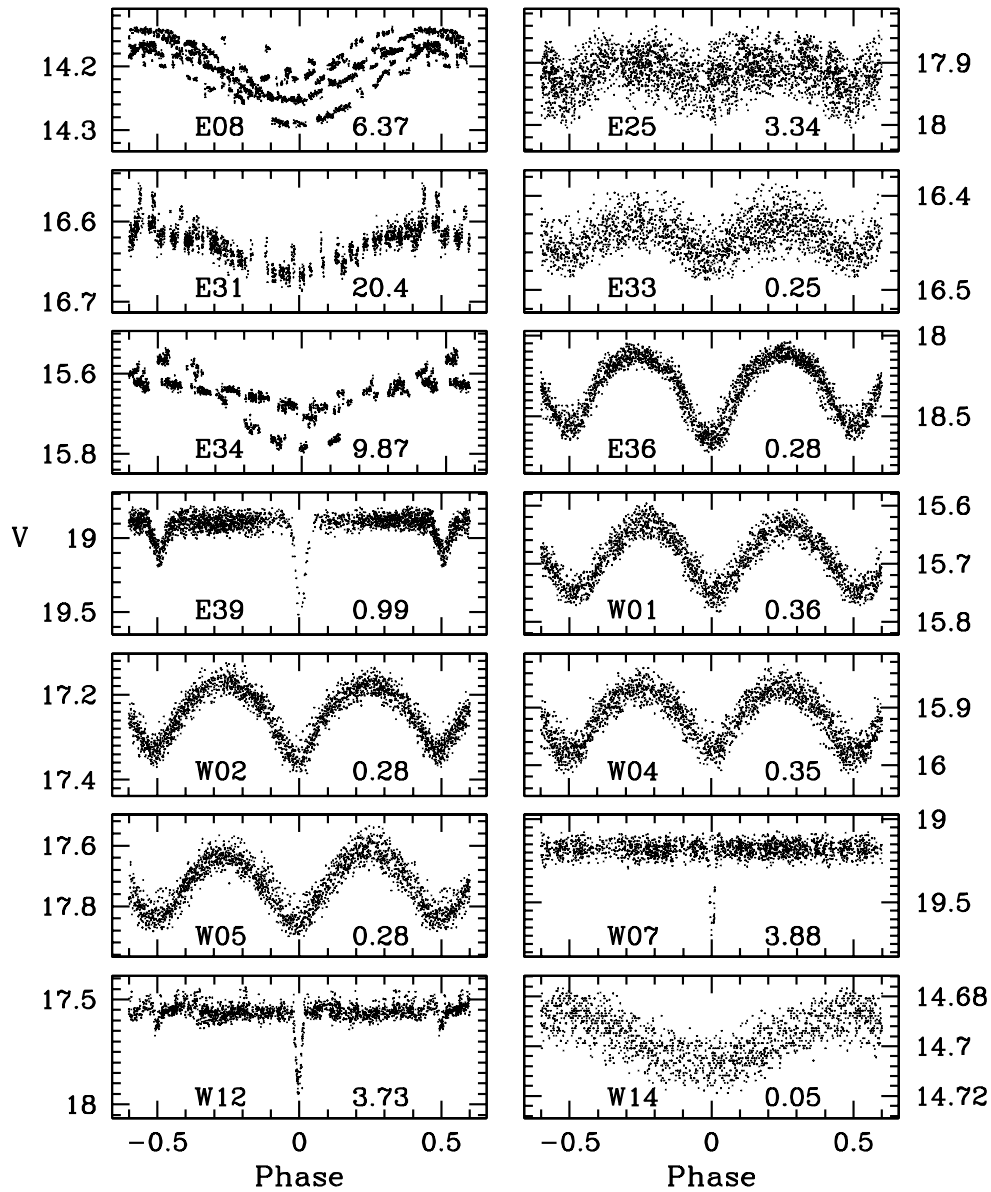 14.2
14.3
E08 6.37
17.9
18
E25 3.34
16.6
16.7
E31 20.4
16.4
16.5
E33 0.25
15.6
15.8
E34 9.87
18
18.5
E36 0.28
V
19
19.5
E39 0.99
15.6
15.7
15.8
W01 0.36
17.2
17.4
W02 0.28
15.9
16
W04 0.35
17.6
17.8
W05 0.28
19
19.5
W07 3.88
17.5
18
W12 3.73
14.68
14.7
14.72
W14 0.05
−0.5 0 0.5
Phase
−0.5 0 0.5
Phase